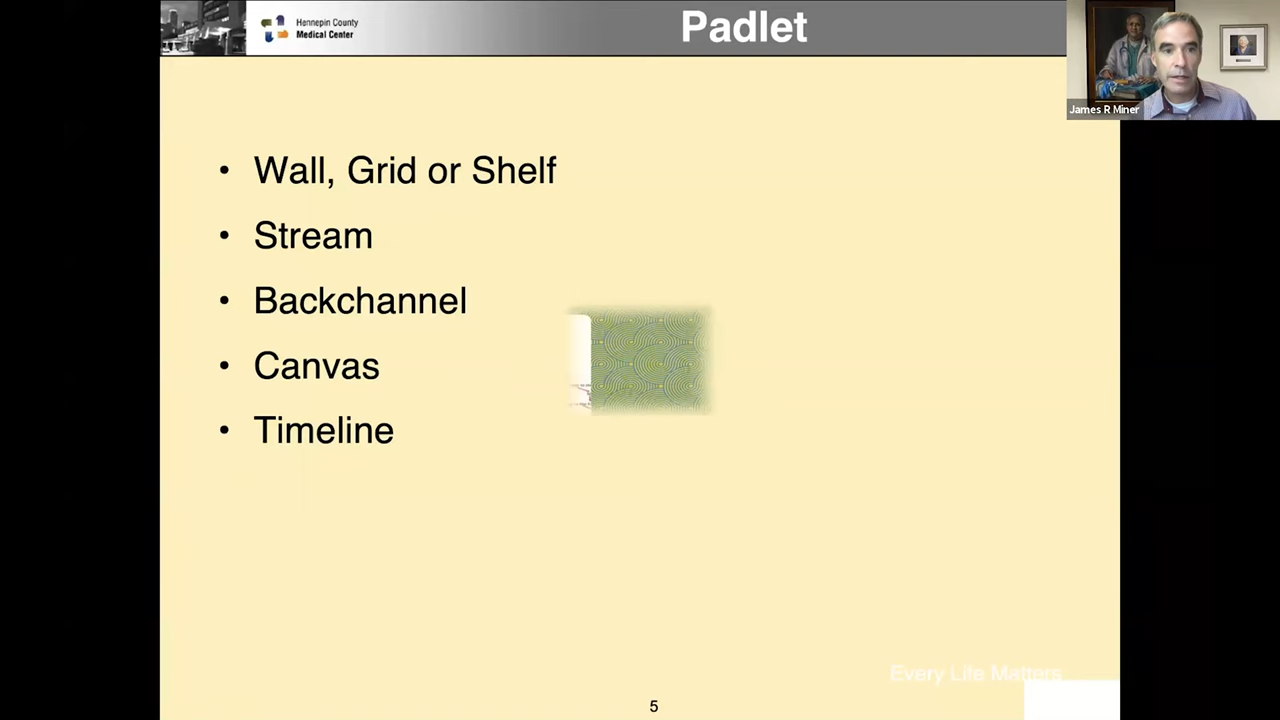 Hennepin County
Medical Center
Padlet
James R Miner
• Wall, Grid or Shelf
• Stream
• Backchannel
• Canvas
• Timeline
Every Life Matters
5